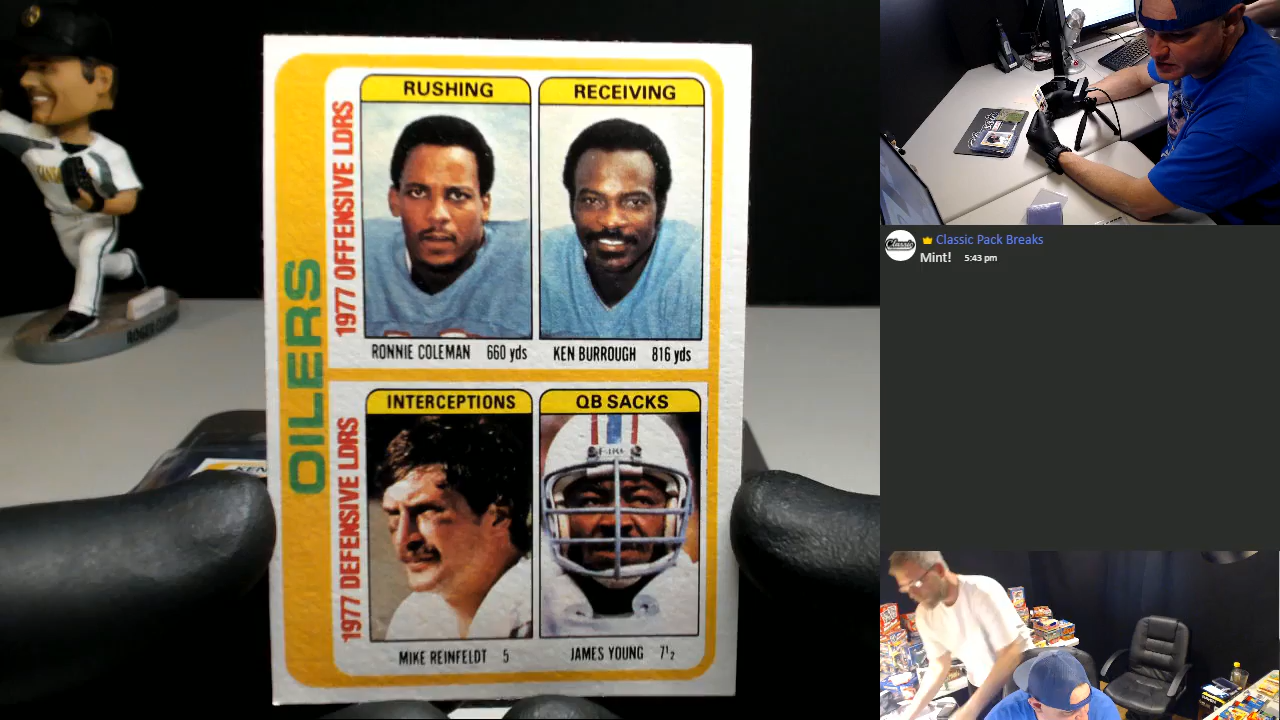 OILERS
1977 OFFENSIVE LDRS
RUSHING
RECEIVING
RONNIE COLEMAN 660 yds
KEN BURROUGH 816 yds
1977 DEFENSIVE LDRS
INTERCEPTIONS
QB SACKS
MIKE REINFELDT 5
JAMES YOUNG 7½
KEN
Classic Pack Breaks
Mint! 5:43 pm